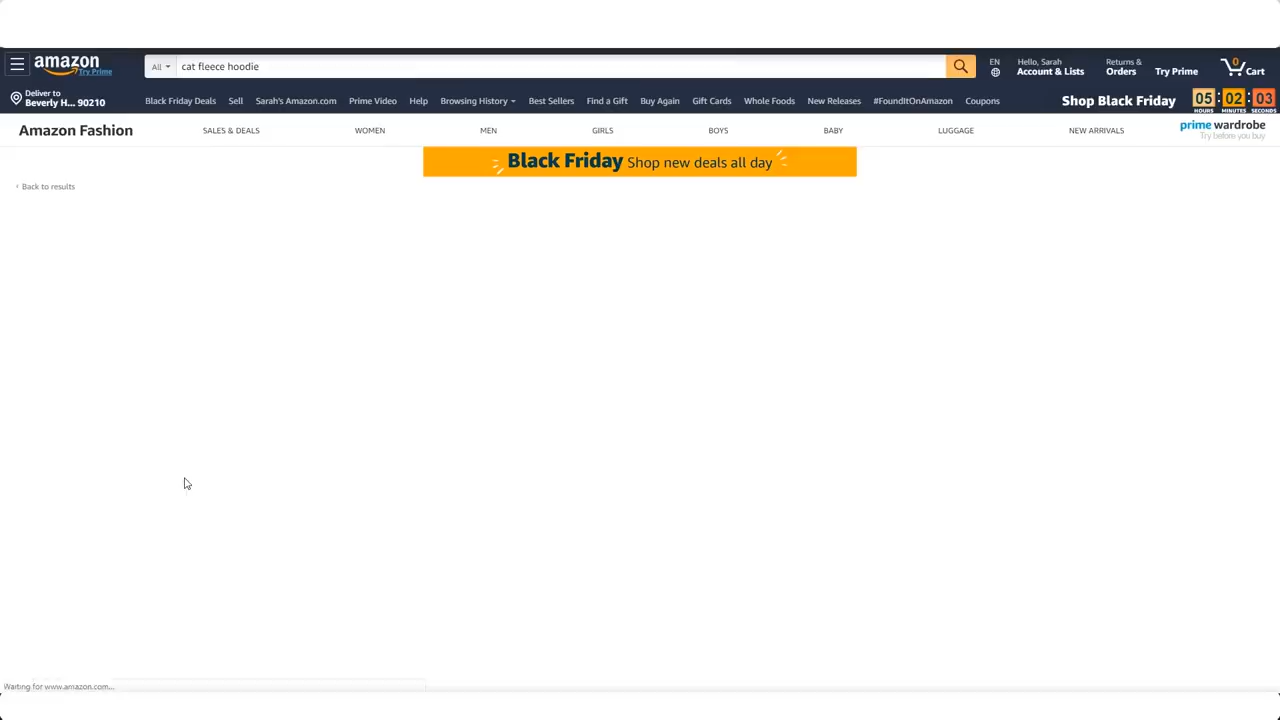 amazon
Try Prime
All
cat fleece hoodie
EN
Hello, Sarah
Account & Lists
Returns &
Orders
Try Prime
0
Cart
Deliver to
Beverly H... 90210
Black Friday Deals
Sell
Sarah's Amazon.com
Prime Video
Help
Browsing History
Best Sellers
Find a Gift
Buy Again
Gift Cards
Whole Foods
New Releases
#FoundItOnAmazon
Coupons
Shop Black Friday
05 : 02 : 03
HOURS MINUTES SECONDS
Amazon Fashion
SALES & DEALS
WOMEN
MEN
GIRLS
BOYS
BABY
LUGGAGE
NEW ARRIVALS
prime wardrobe
Try before you buy
Black Friday Shop new deals all day
‹ Back to results
Waiting for www.amazon.com...